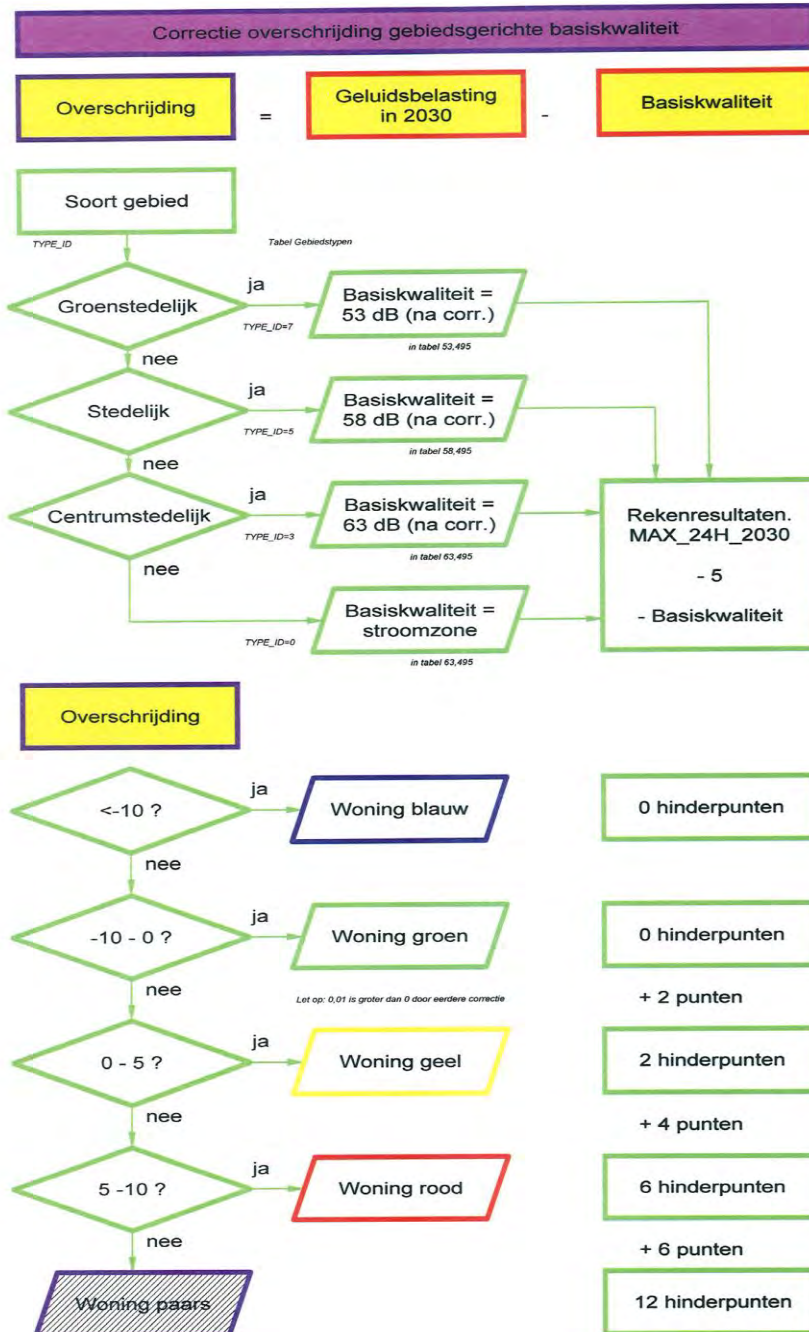 Correctie overschrijding gebiedsgerichte basiskwaliteit
Overschrijding
=
Geluidsbelasting
in 2030
-
Basiskwaliteit
Soort gebied
TYPE_ID
Tabel Gebiedstypen
Groenstedelijk
ja
TYPE_ID=7
Basiskwaliteit =
53 dB (na corr.)
in tabel 53,495
nee
Stedelijk
ja
TYPE_ID=5
Basiskwaliteit =
58 dB (na corr.)
in tabel 58,495
nee
Centrumstedelijk
ja
TYPE_ID=3
Basiskwaliteit =
63 dB (na corr.)
in tabel 63,495
nee
TYPE_ID=0
Basiskwaliteit =
stroomzone
in tabel 63,495
Rekenresultaten.
MAX_24H_2030
- 5
- Basiskwaliteit
Overschrijding
<-10 ?
ja
Woning blauw
0 hinderpunten
nee
-10 - 0 ?
ja
Woning groen
0 hinderpunten
nee
Let op: 0,01 is groter dan 0 door eerdere correctie
+ 2 punten
0 - 5 ?
ja
Woning geel
2 hinderpunten
nee
+ 4 punten
5 -10 ?
ja
Woning rood
6 hinderpunten
nee
+ 6 punten
Woning paars
12 hinderpunten